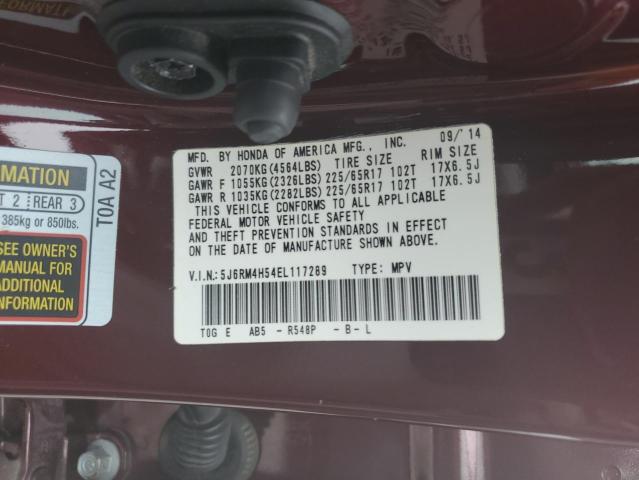 MFD. BY HONDA OF AMERICA MFG., INC. 09/'14
GVWR 2070KG(4564LBS) TIRE SIZE RIM SIZE
GAWR F 1055KG(2326LBS) 225/65R17 102T 17X6.5J
GAWR R 1035KG(2282LBS) 225/65R17 102T 17X6.5J
THIS VEHICLE CONFORMS TO ALL APPLICABLE
FEDERAL MOTOR VEHICLE SAFETY
AND THEFT PREVENTION STANDARDS IN EFFECT
ON THE DATE OF MANUFACTURE SHOWN ABOVE.
V.I.N.:5J6RM4H54EL117289 TYPE: MPV
T0G E AB5 - R548P - B - L
T0A A2
MATION
T 2 REAR 3
385kg or 850lbs.
SEE OWNER'S
MANUAL FOR
ADDITIONAL
INFORMATION